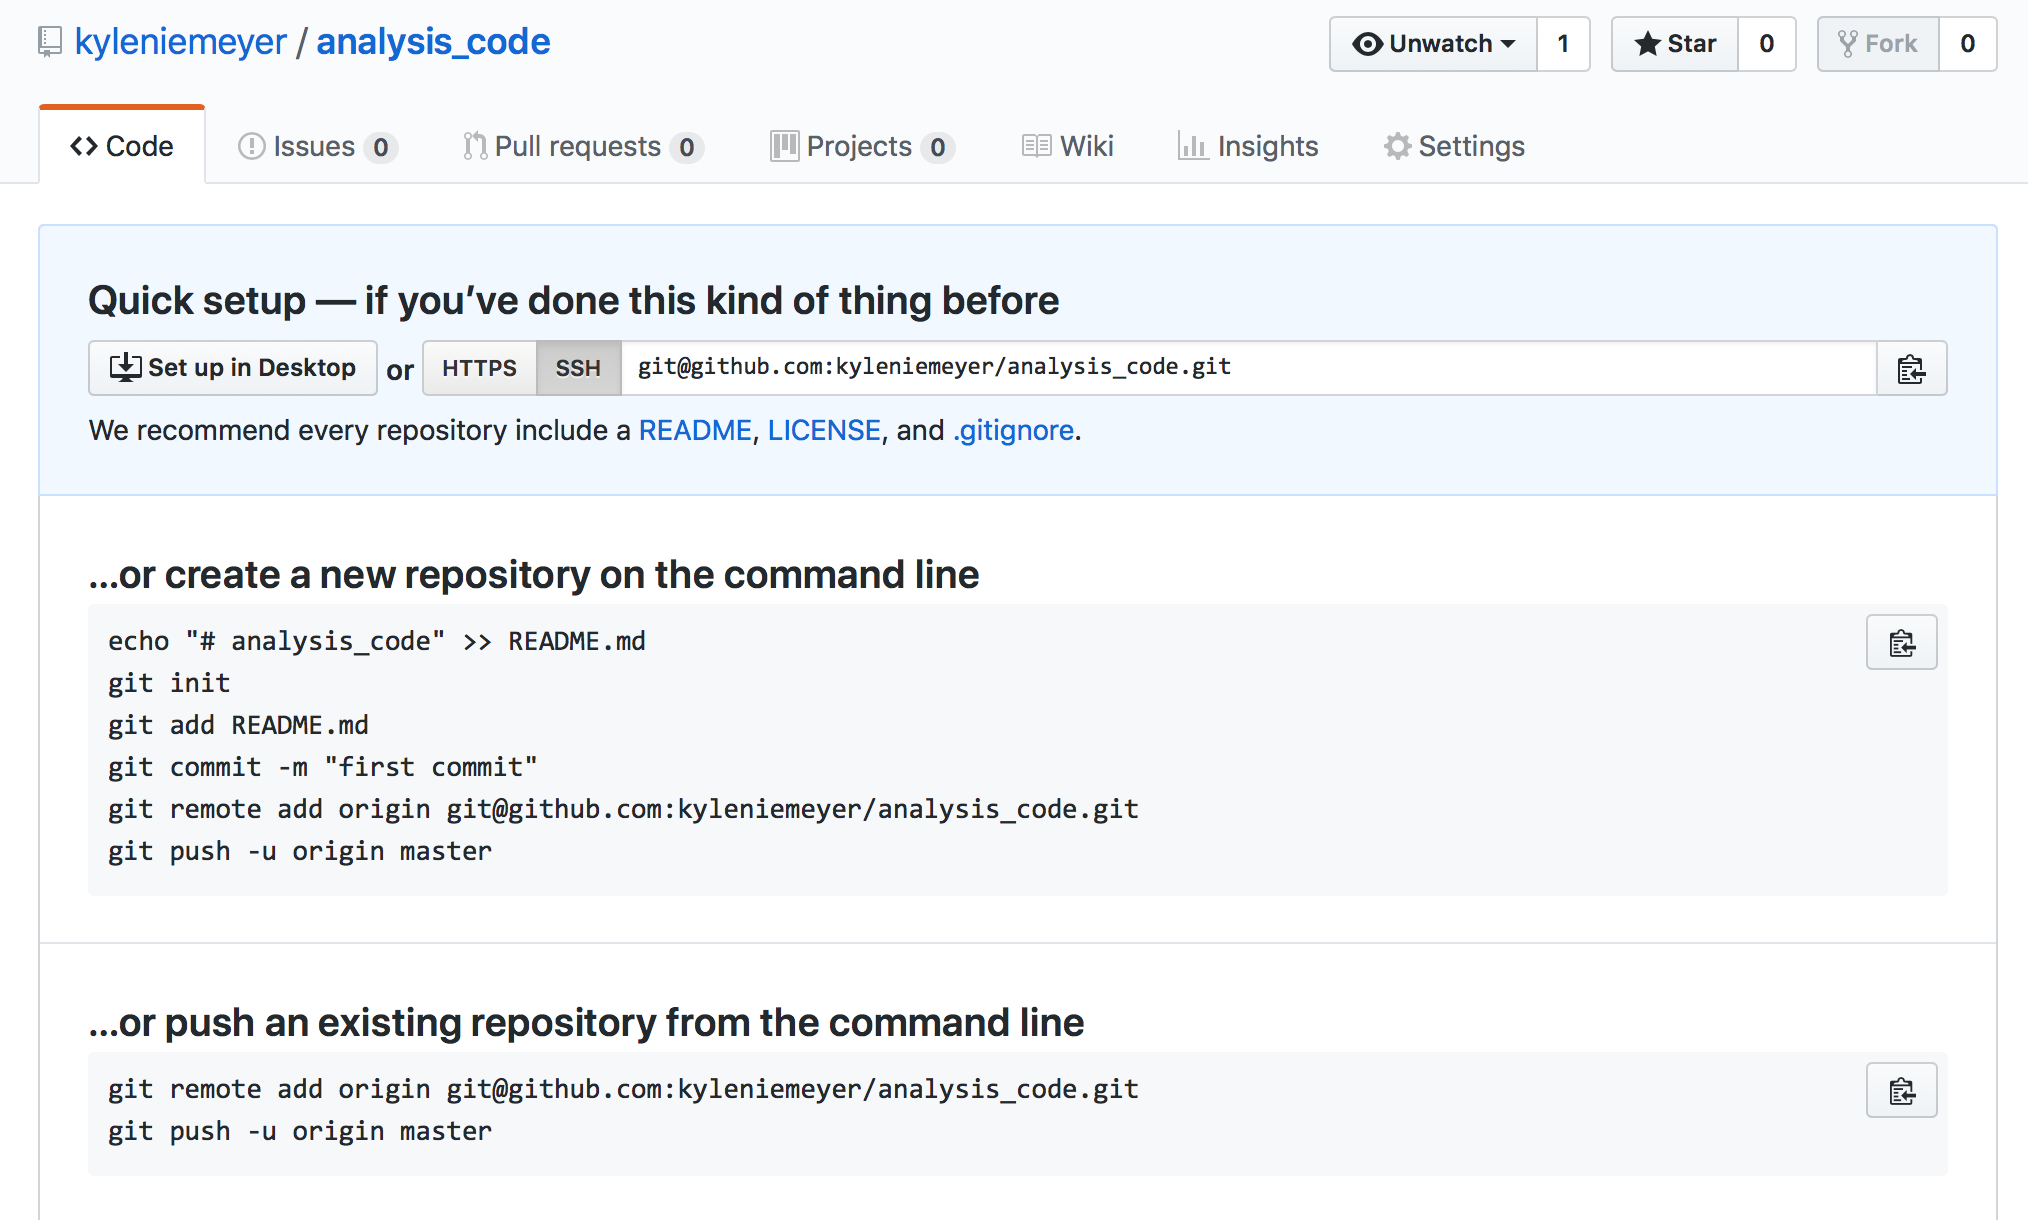 kyleniemeyer / analysis_code
Unwatch 1 Star 0 Fork 0
Code Issues 0 Pull requests 0 Projects 0 Wiki Insights Settings
Quick setup — if you’ve done this kind of thing before
Set up in Desktop or HTTPS SSH git@github.com:kyleniemeyer/analysis_code.git
We recommend every repository include a README, LICENSE, and .gitignore.
…or create a new repository on the command line
echo "# analysis_code" >> README.md
git init
git add README.md
git commit -m "first commit"
git remote add origin git@github.com:kyleniemeyer/analysis_code.git
git push -u origin master
…or push an existing repository from the command line
git remote add origin git@github.com:kyleniemeyer/analysis_code.git
git push -u origin master